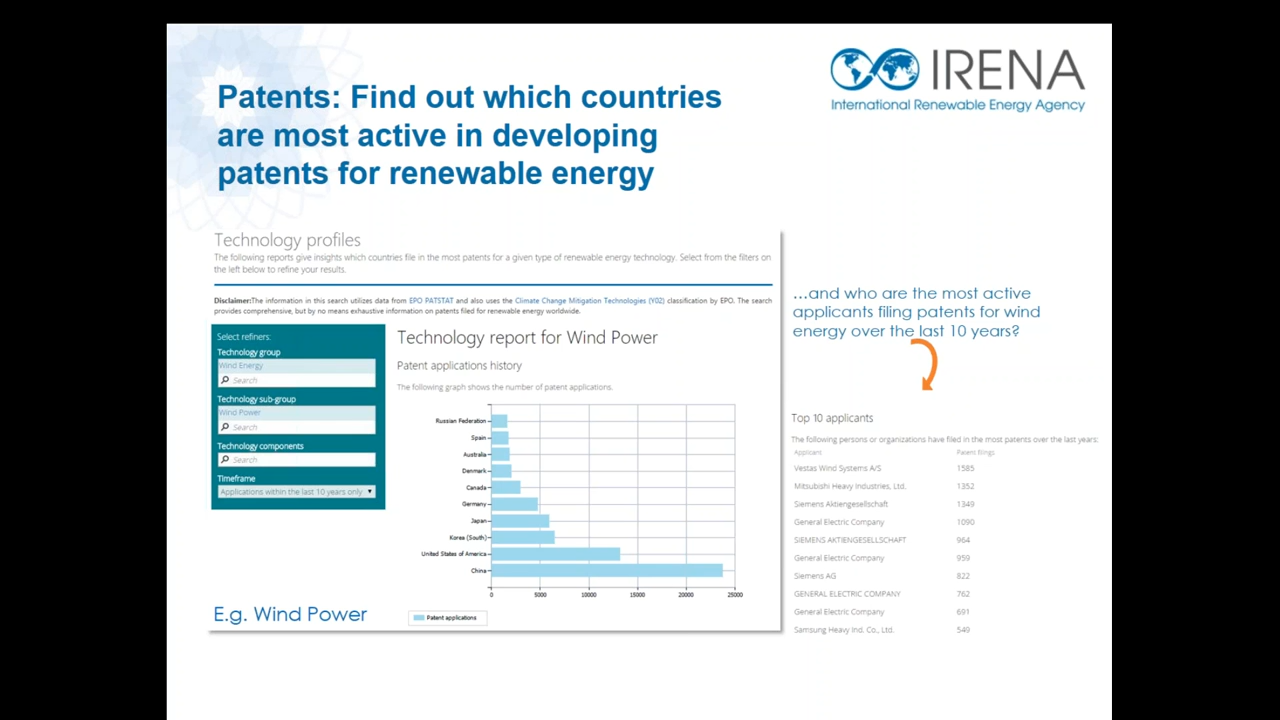 Patents: Find out which countries
are most active in developing
patents for renewable energy
IRENA
International Renewable Energy Agency
Technology profiles
The following reports give insights which countries file in the most patents for a given type of renewable energy technology. Select from the filters on
the left below to refine your results.
Disclaimer:The information in this search utilizes data from EPO PATSTAT and also uses the Climate Change Mitigation Technologies (Y02) classification by EPO. The search
provides comprehensive, but by no means exhaustive information on patents filed for renewable energy worldwide.
Select refiners:
Technology group
Wind Energy
Search
Technology sub-group
Wind Power
Search
Technology components
Search
Timeframe
Applications within the last 10 years only
Technology report for Wind Power
Patent applications history
The following graph shows the number of patent applications.
Russian Federation
Spain
Australia
Denmark
Canada
Germany
Japan
Korea (South)
United States of America
China
0 5000 10000 15000 20000 25000
Patent applications
E.g. Wind Power
...and who are the most active
applicants filing patents for wind
energy over the last 10 years?
Top 10 applicants
The following persons or organizations have filed in the most patents over the last years:
Applicant Patent filings
Vestas Wind Systems A/S 1585
Mitsubishi Heavy Industries, Ltd. 1352
Siemens Aktiengesellschaft 1349
General Electric Company 1090
SIEMENS AKTIENGESELLSCHAFT 964
General Electric Company 959
Siemens AG 822
GENERAL ELECTRIC COMPANY 762
General Electric Company 691
Samsung Heavy Ind. Co., Ltd. 549